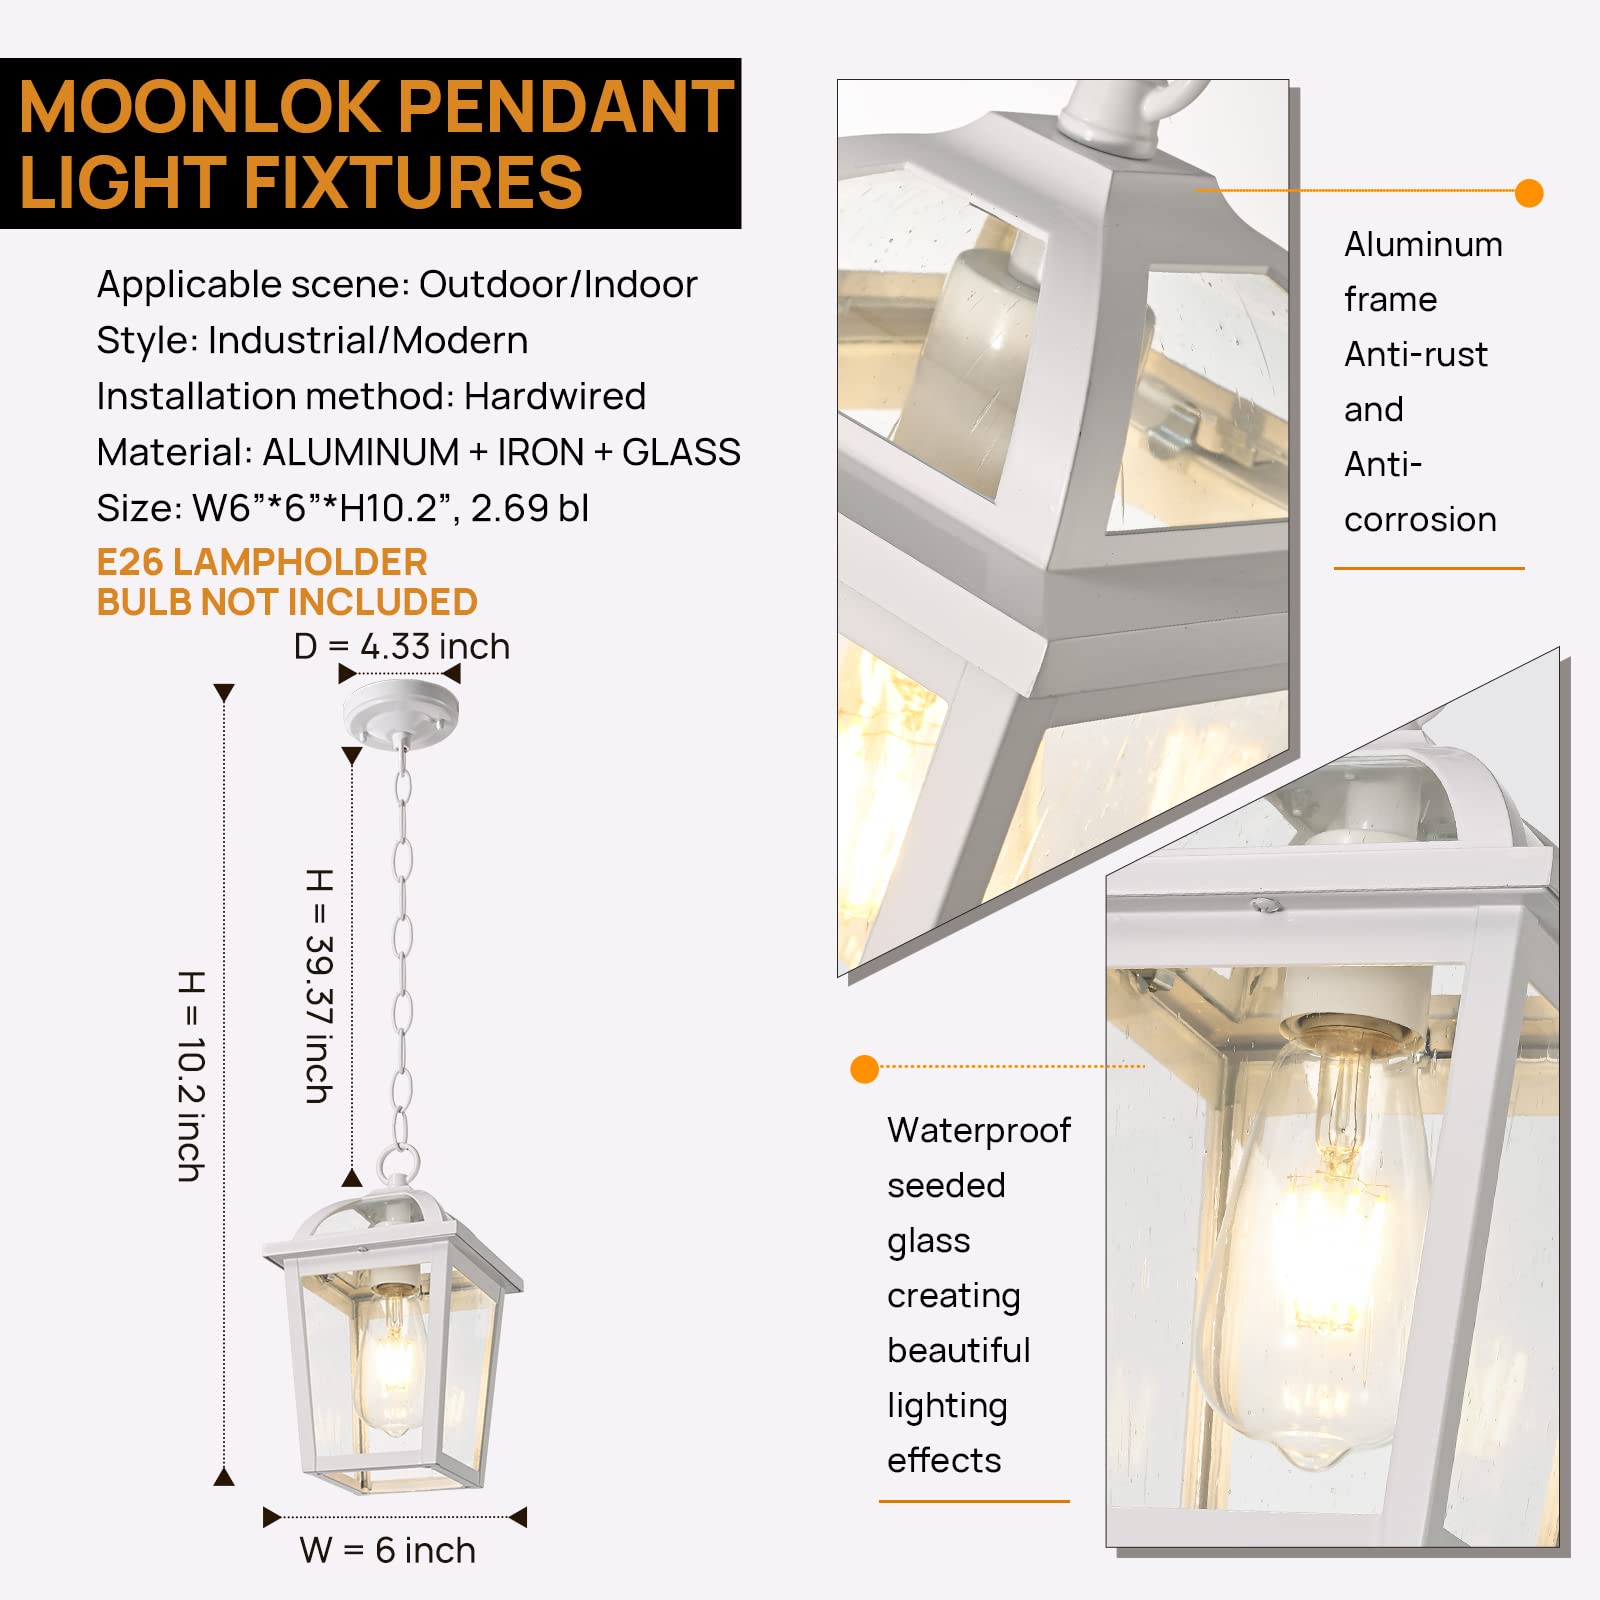 MOONLOK PENDANT
LIGHT FIXTURES
Applicable scene: Outdoor/Indoor
Style: Industrial/Modern
Installation method: Hardwired
Material: ALUMINUM + IRON + GLASS
Size: W6”*6”*H10.2”, 2.69 bl
E26 LAMPHOLDER
BULB NOT INCLUDED
D = 4.33 inch
H = 39.37 inch
H = 10.2 inch
W = 6 inch
Aluminum
frame
Anti-rust
and
Anti-
corrosion
Waterproof
seeded
glass
creating
beautiful
lighting
effects